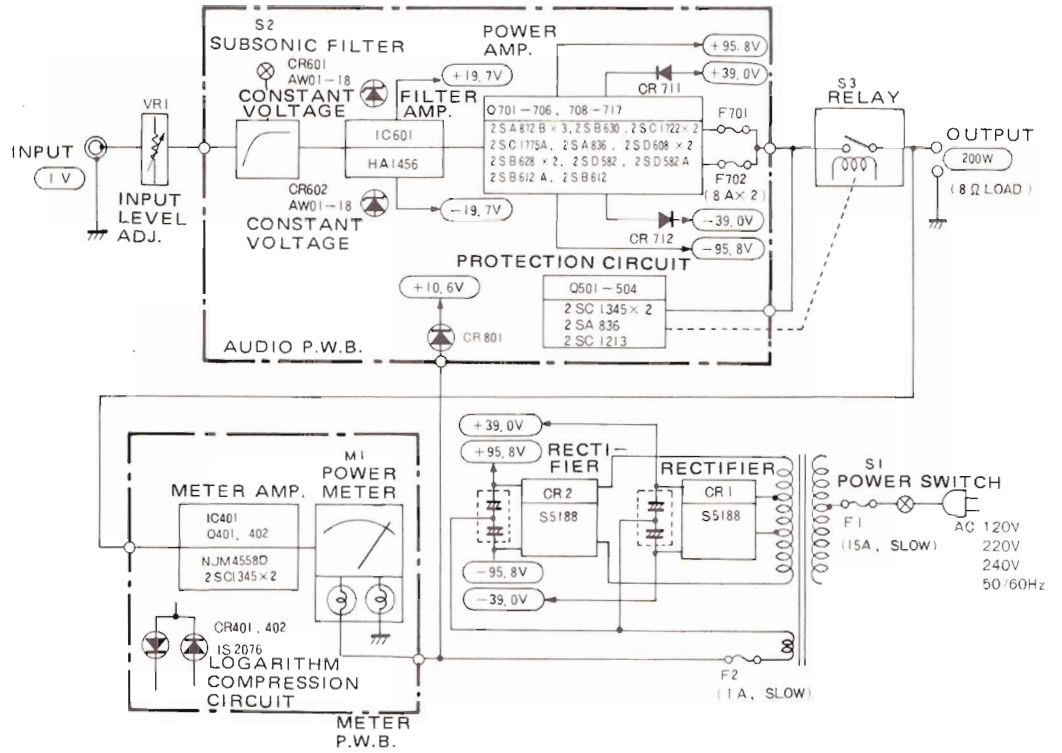 S2
SUBSONIC FILTER
CR601
AW01-18
CONSTANT
VOLTAGE
+19.7V
FILTER
AMP.
POWER
AMP.
+95.8V
+39.0V
CR711
VR1
INPUT
1V
INPUT
LEVEL
ADJ.
IC601
HA1456
Q701-706, 708-717
2SA872B×3, 2SB630, 2SC1722×2
2SC1775A, 2SA836, 2SD608×2
2SB628×2, 2SD582, 2SD582A
2SB612A, 2SB612
F701
F702
(8A×2)
S3
RELAY
OUTPUT
200W
(8Ω LOAD)
CR602
AW01-18
CONSTANT
VOLTAGE
-19.7V
-39.0V
CR712
-95.8V
PROTECTION CIRCUIT
Q501-504
2SC1345×2
2SA836
2SC1213
+10.6V
CR801
AUDIO P.W.B.
+39.0V
+95.8V
RECTI-
FIER
CR2
S5188
RECTIFIER
CR1
S5188
-95.8V
-39.0V
S1
POWER SWITCH
F1
(15A, SLOW)
AC 120V
220V
240V
50/60Hz
F2
(1A, SLOW)
METER AMP.
IC401
Q401, 402
NJM4558D
2SC1345×2
M1
POWER
METER
CR401, 402
IS2076
LOGARITHM
COMPRESSION
CIRCUIT
METER
P.W.B.